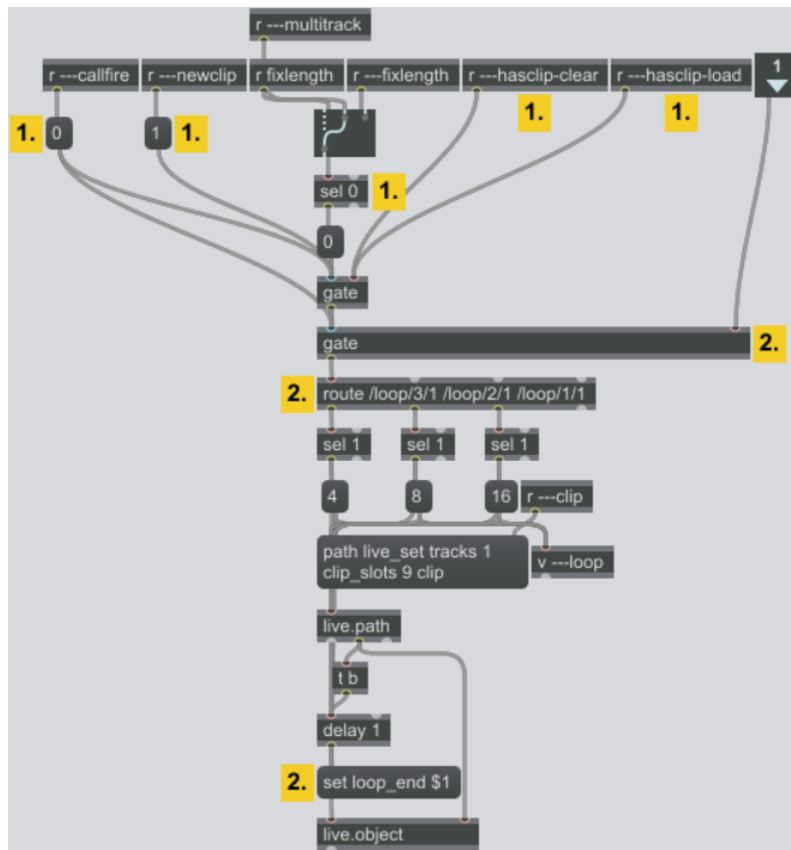 r ---multitrack
r ---callfire
r ---newclip
r fixlength
r ---fixlength
r ---hasclip-clear
r ---hasclip-load
1
1.
0
1
1.
1.
1.
sel 0
1.
0
gate
gate
2.
2.
route /loop/3/1 /loop/2/1 /loop/1/1
sel 1
sel 1
sel 1
4
8
16
r ---clip
path live_set tracks 1
clip_slots 9 clip
v ---loop
live.path
t b
delay 1
2.
set loop_end $1
live.object